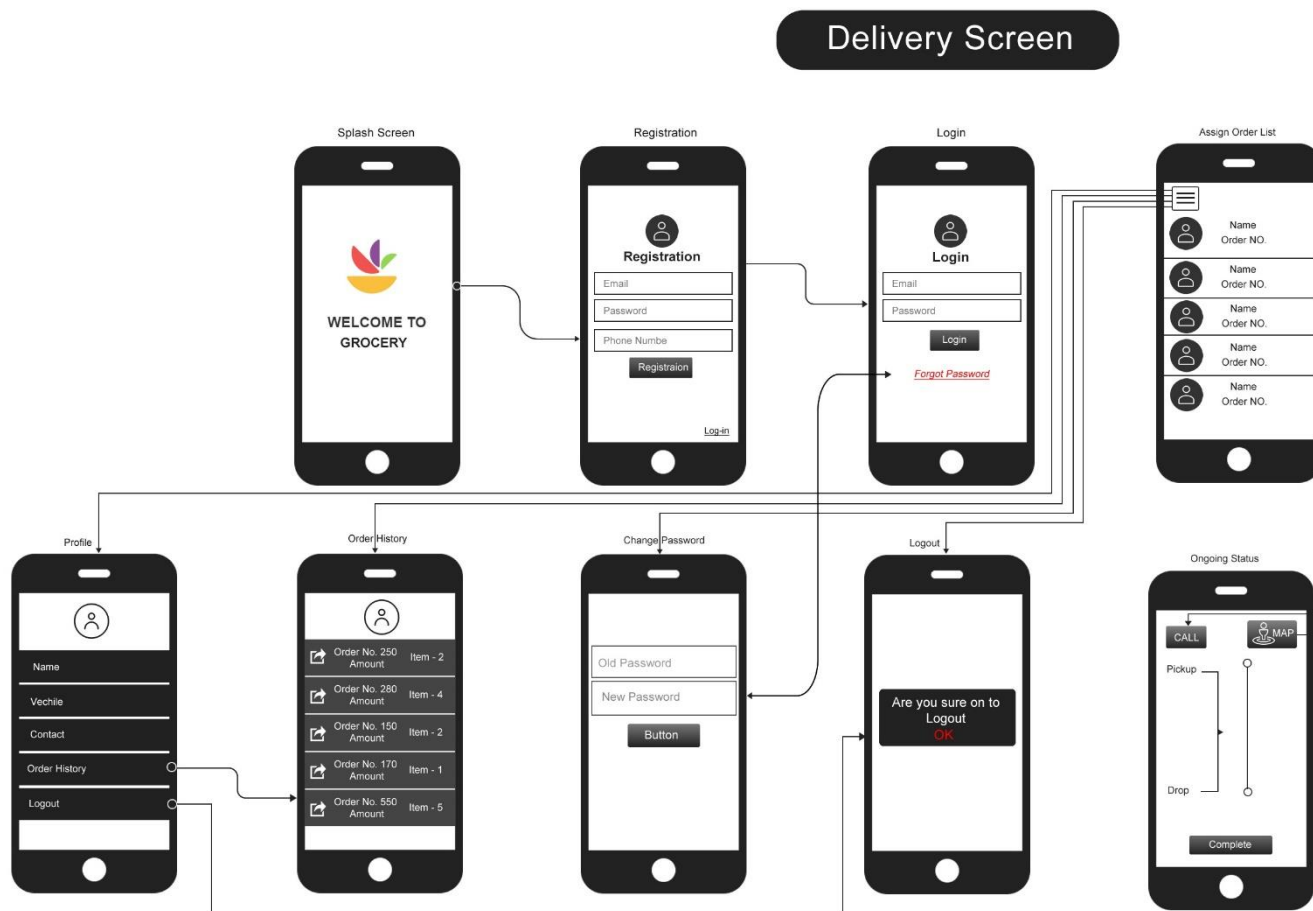 Delivery Screen
Splash Screen
WELCOME TO
GROCERY
Registration
Registration
Email
Password
Phone Numbe
Registraion
Log-in
Login
Login
Email
Password
Login
Forgot Password
Assign Order List
Name
Order NO.
Name
Order NO.
Name
Order NO.
Name
Order NO.
Name
Order NO.
Profile
Name
Vechile
Contact
Order History
Logout
Order History
Order No. 250
Amount
Item - 2
Order No. 280
Amount
Item - 4
Order No. 150
Amount
Item - 2
Order No. 170
Amount
Item - 1
Order No. 550
Amount
Item - 5
Change Password
Old Password
New Password
Button
Logout
Are you sure on to
Logout
OK
Ongoing Status
CALL
MAP
Pickup
Drop
Complete